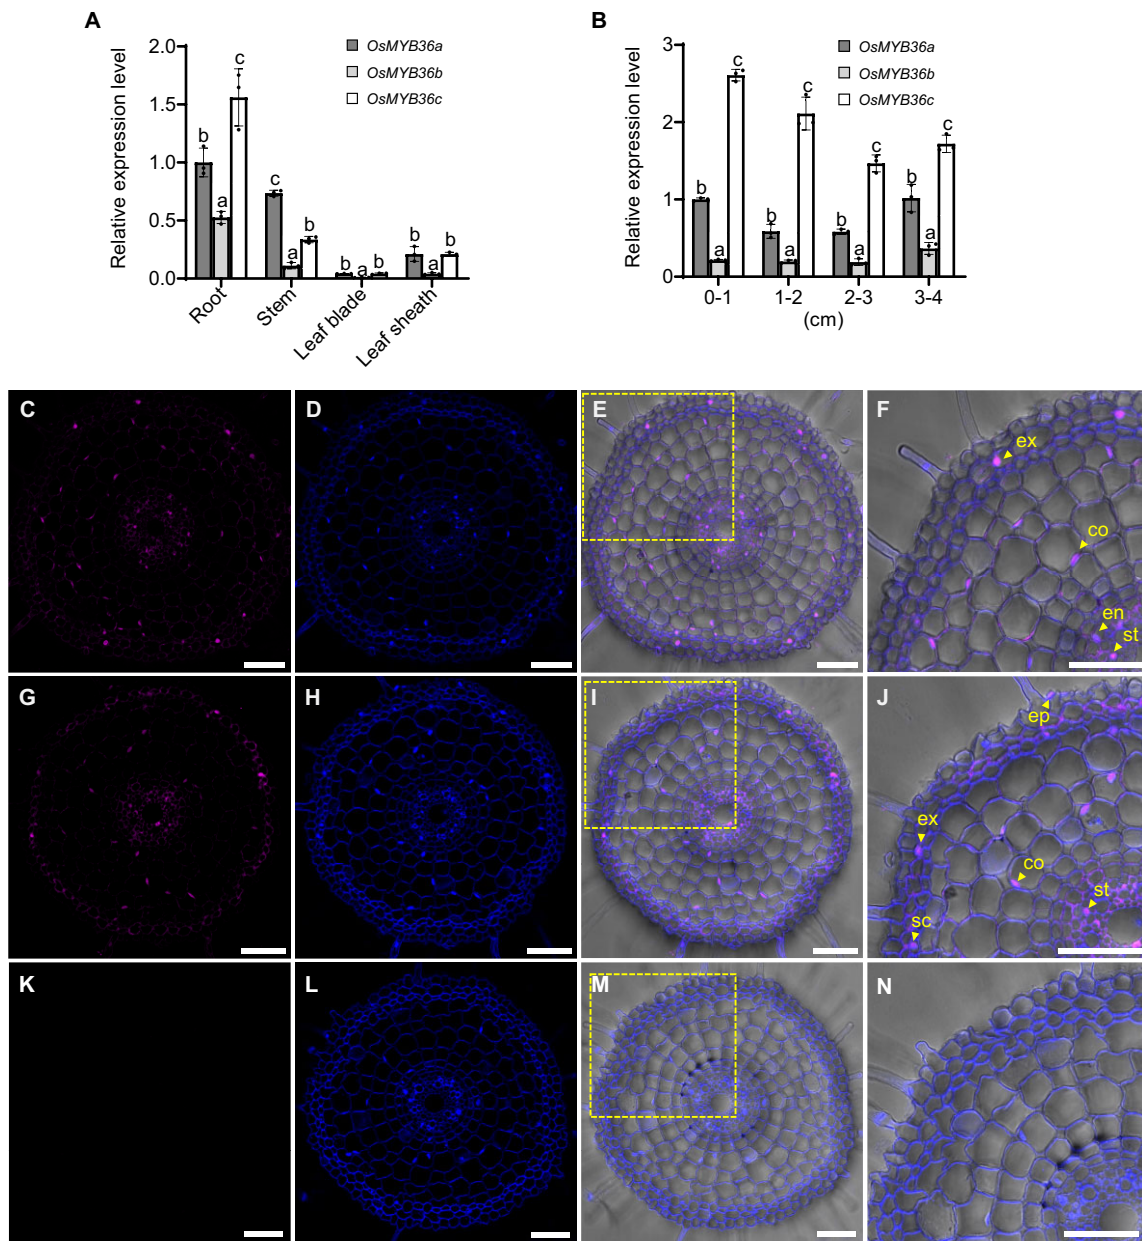 A
B
Relative expression level
2.0
1.5
1.0
0.5
0.0
OsMYB36a
OsMYB36b
OsMYB36c
b
a
c
c
a
b
b
a
b
b
a
b
Root
Stem
Leaf blade
Leaf sheath
Relative expression level
3
2
1
0
OsMYB36a
OsMYB36b
OsMYB36c
b
a
c
b
a
c
b
a
c
b
a
c
0-1
1-2
2-3
3-4
(cm)
C
D
E
F
ex
co
en
st
G
H
I
J
ep
ex
co
st
sc
K
L
M
N